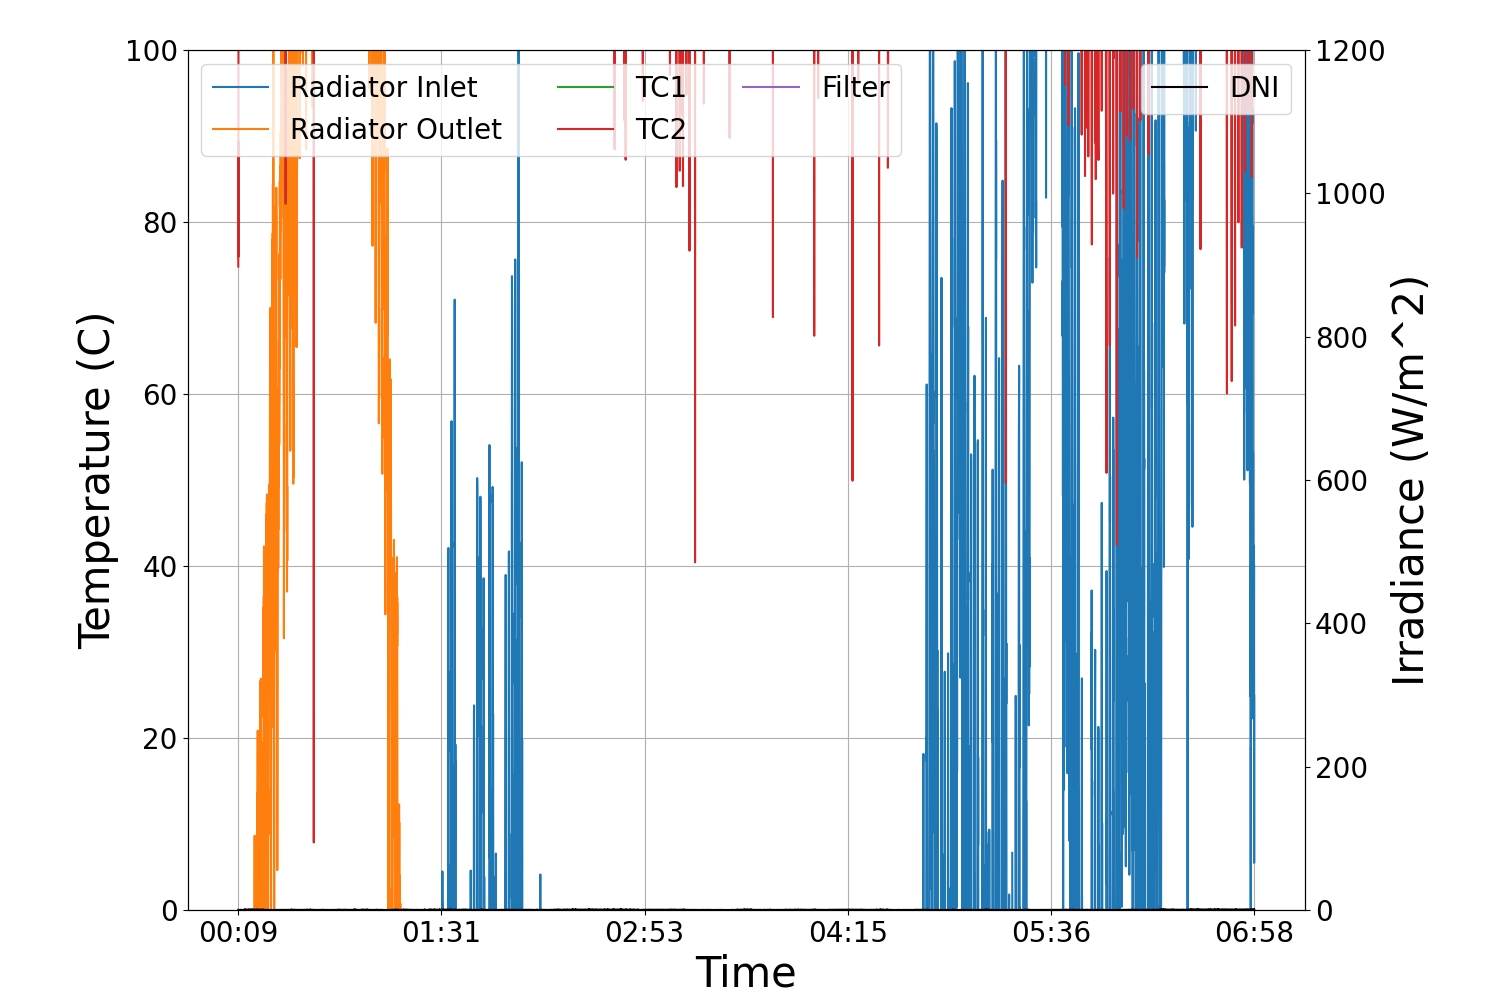 100
80
60
40
20
0
Temperature (C)
Radiator Inlet
Radiator Outlet
TC1
TC2
Filter
DNI
1200
1000
800
600
400
200
0
Irradiance (W/m^2)
00:09 01:31 02:53 04:15 05:36 06:58
Time